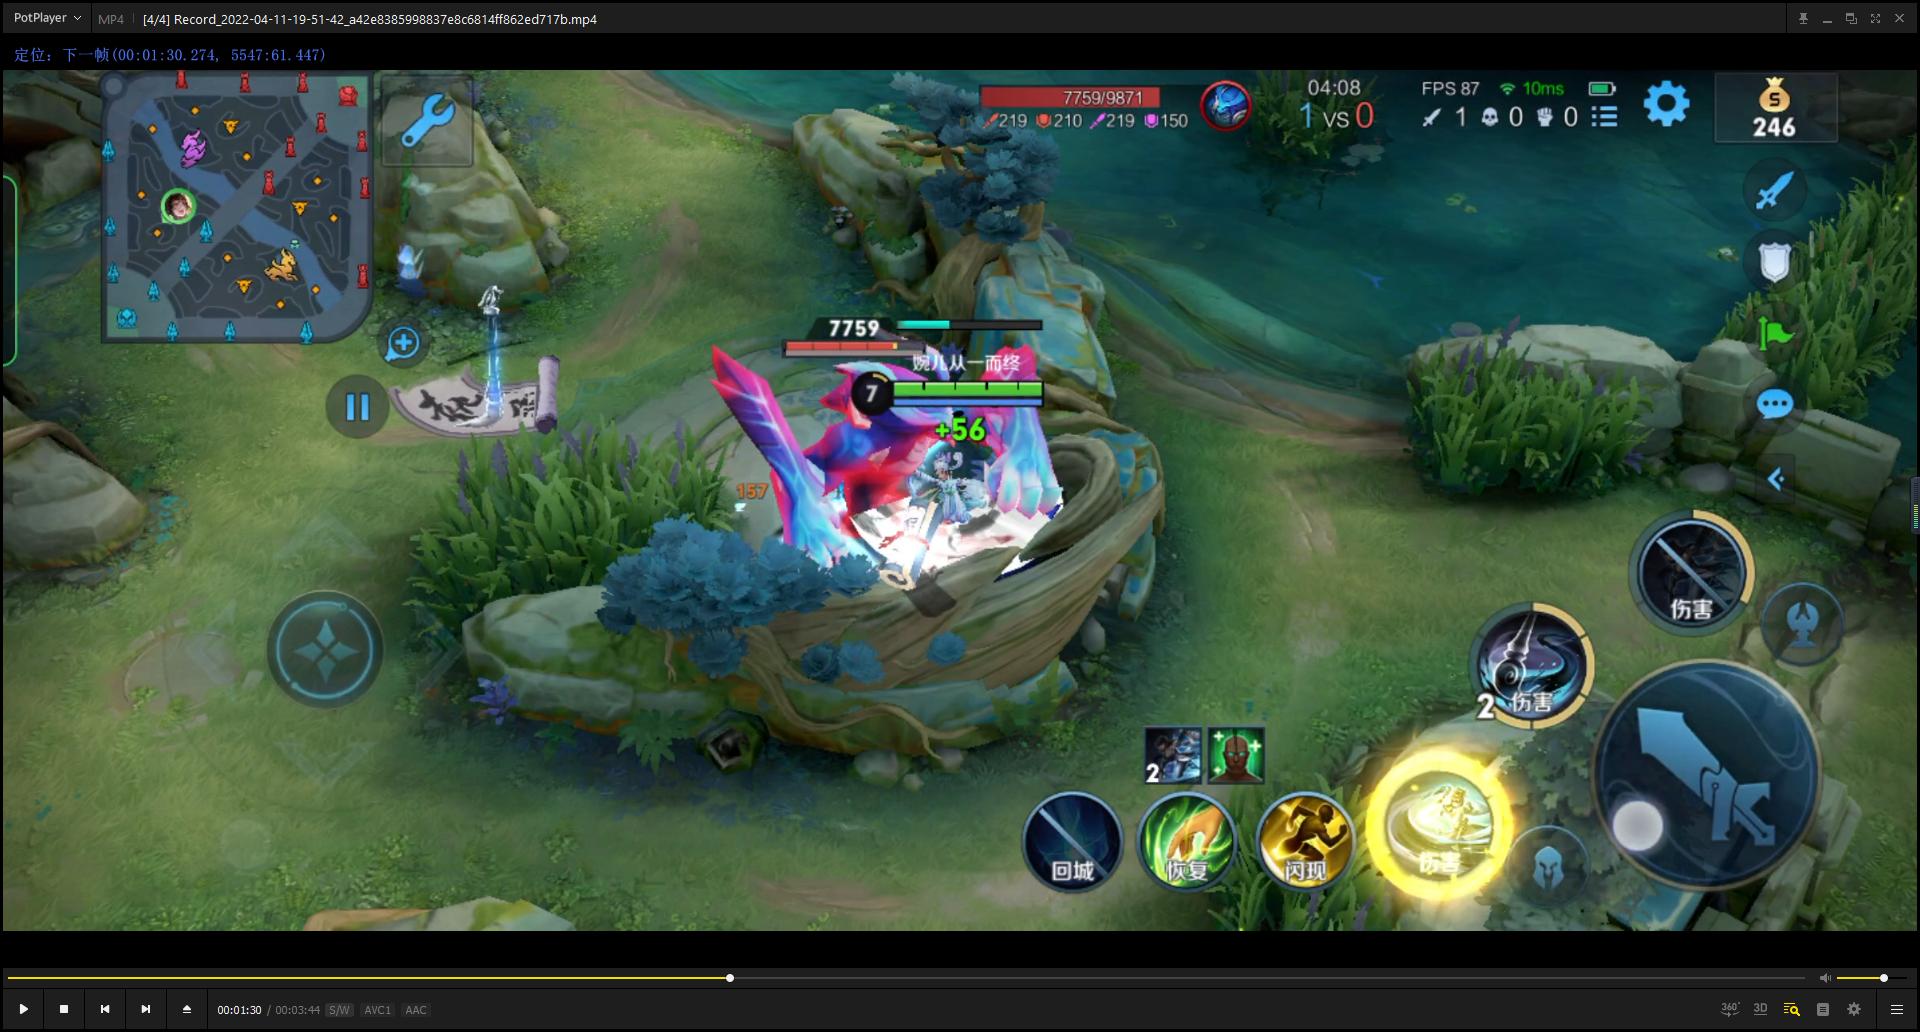 PotPlayer
MP4
[4/4] Record_2022-04-11-19-51-42_a42e8385998837e8c6814ff862ed717b.mp4
定位: 下一帧(00:01:30.274, 5547:61.447)
7759/9871
219 210 219 150
04:08
1 VS 0
FPS 87 10ms
1 0 0
S
246
7759
婉儿从一而终
7
+56
157
伤害
2 伤害
2
回城
恢复
闪现
伤害
00:01:30 / 00:03:44 S/W AVC1 AAC
360°
3D